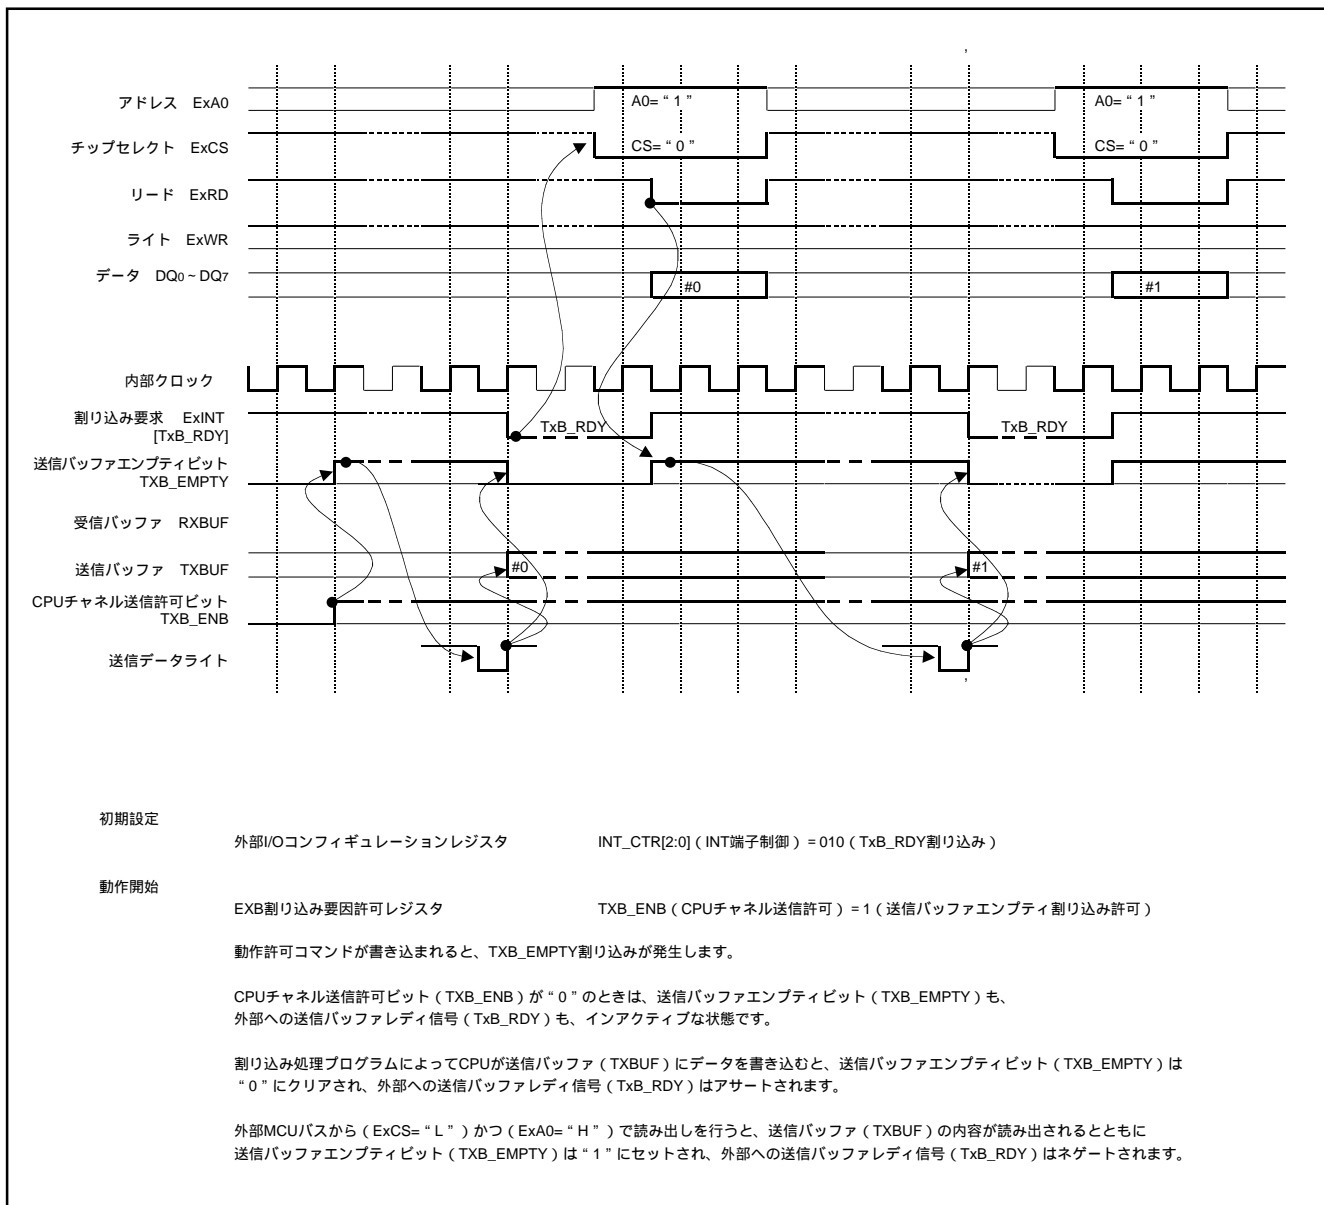 アドレス ExA0
A0= “ 1 ”
A0= “ 1 ”
チップセレクト ExCS
CS= “ 0 ”
CS= “ 0 ”
リード ExRD
ライト ExWR
データ DQ0 ~ DQ7
#0
#1
内部クロック
割り込み要求 ExINT
[TxB_RDY]
TxB_RDY
TxB_RDY
送信バッファエンプティビット
TXB_EMPTY
受信バッファ RXBUF
送信バッファ TXBUF
#0
#1
CPUチャネル送信許可ビット
TXB_ENB
送信データライト
初期設定
外部I/Oコンフィギュレーションレジスタ INT_CTR[2:0] ( INT端子制御 ) = 010 ( TxB_RDY割り込み )
動作開始
EXB割り込み要因許可レジスタ TXB_ENB ( CPUチャネル送信許可 ) = 1 ( 送信バッファエンプティ割り込み許可 )
動作許可コマンドが書き込まれると、TXB_EMPTY割り込みが発生します。
CPUチャネル送信許可ビット ( TXB_ENB ) が “ 0 ” のときは、送信バッファエンプティビット ( TXB_EMPTY ) も、
外部への送信バッファレディ信号 ( TxB_RDY ) も、インアクティブな状態です。
割り込み処理プログラムによってCPUが送信バッファ ( TXBUF ) にデータを書き込むと、送信バッファエンプティビット ( TXB_EMPTY ) は
“ 0 ” にクリアされ、外部への送信バッファレディ信号 ( TxB_RDY ) はアサートされます。
外部MCUバスから ( ExCS= “ L ” ) かつ ( ExA0= “ H ” ) で読み出しを行うと、送信バッファ ( TXBUF ) の内容が読み出されるとともに
送信バッファエンプティビット ( TXB_EMPTY ) は “ 1 ” にセットされ、外部への送信バッファレディ信号 ( TxB_RDY ) はネゲートされます。